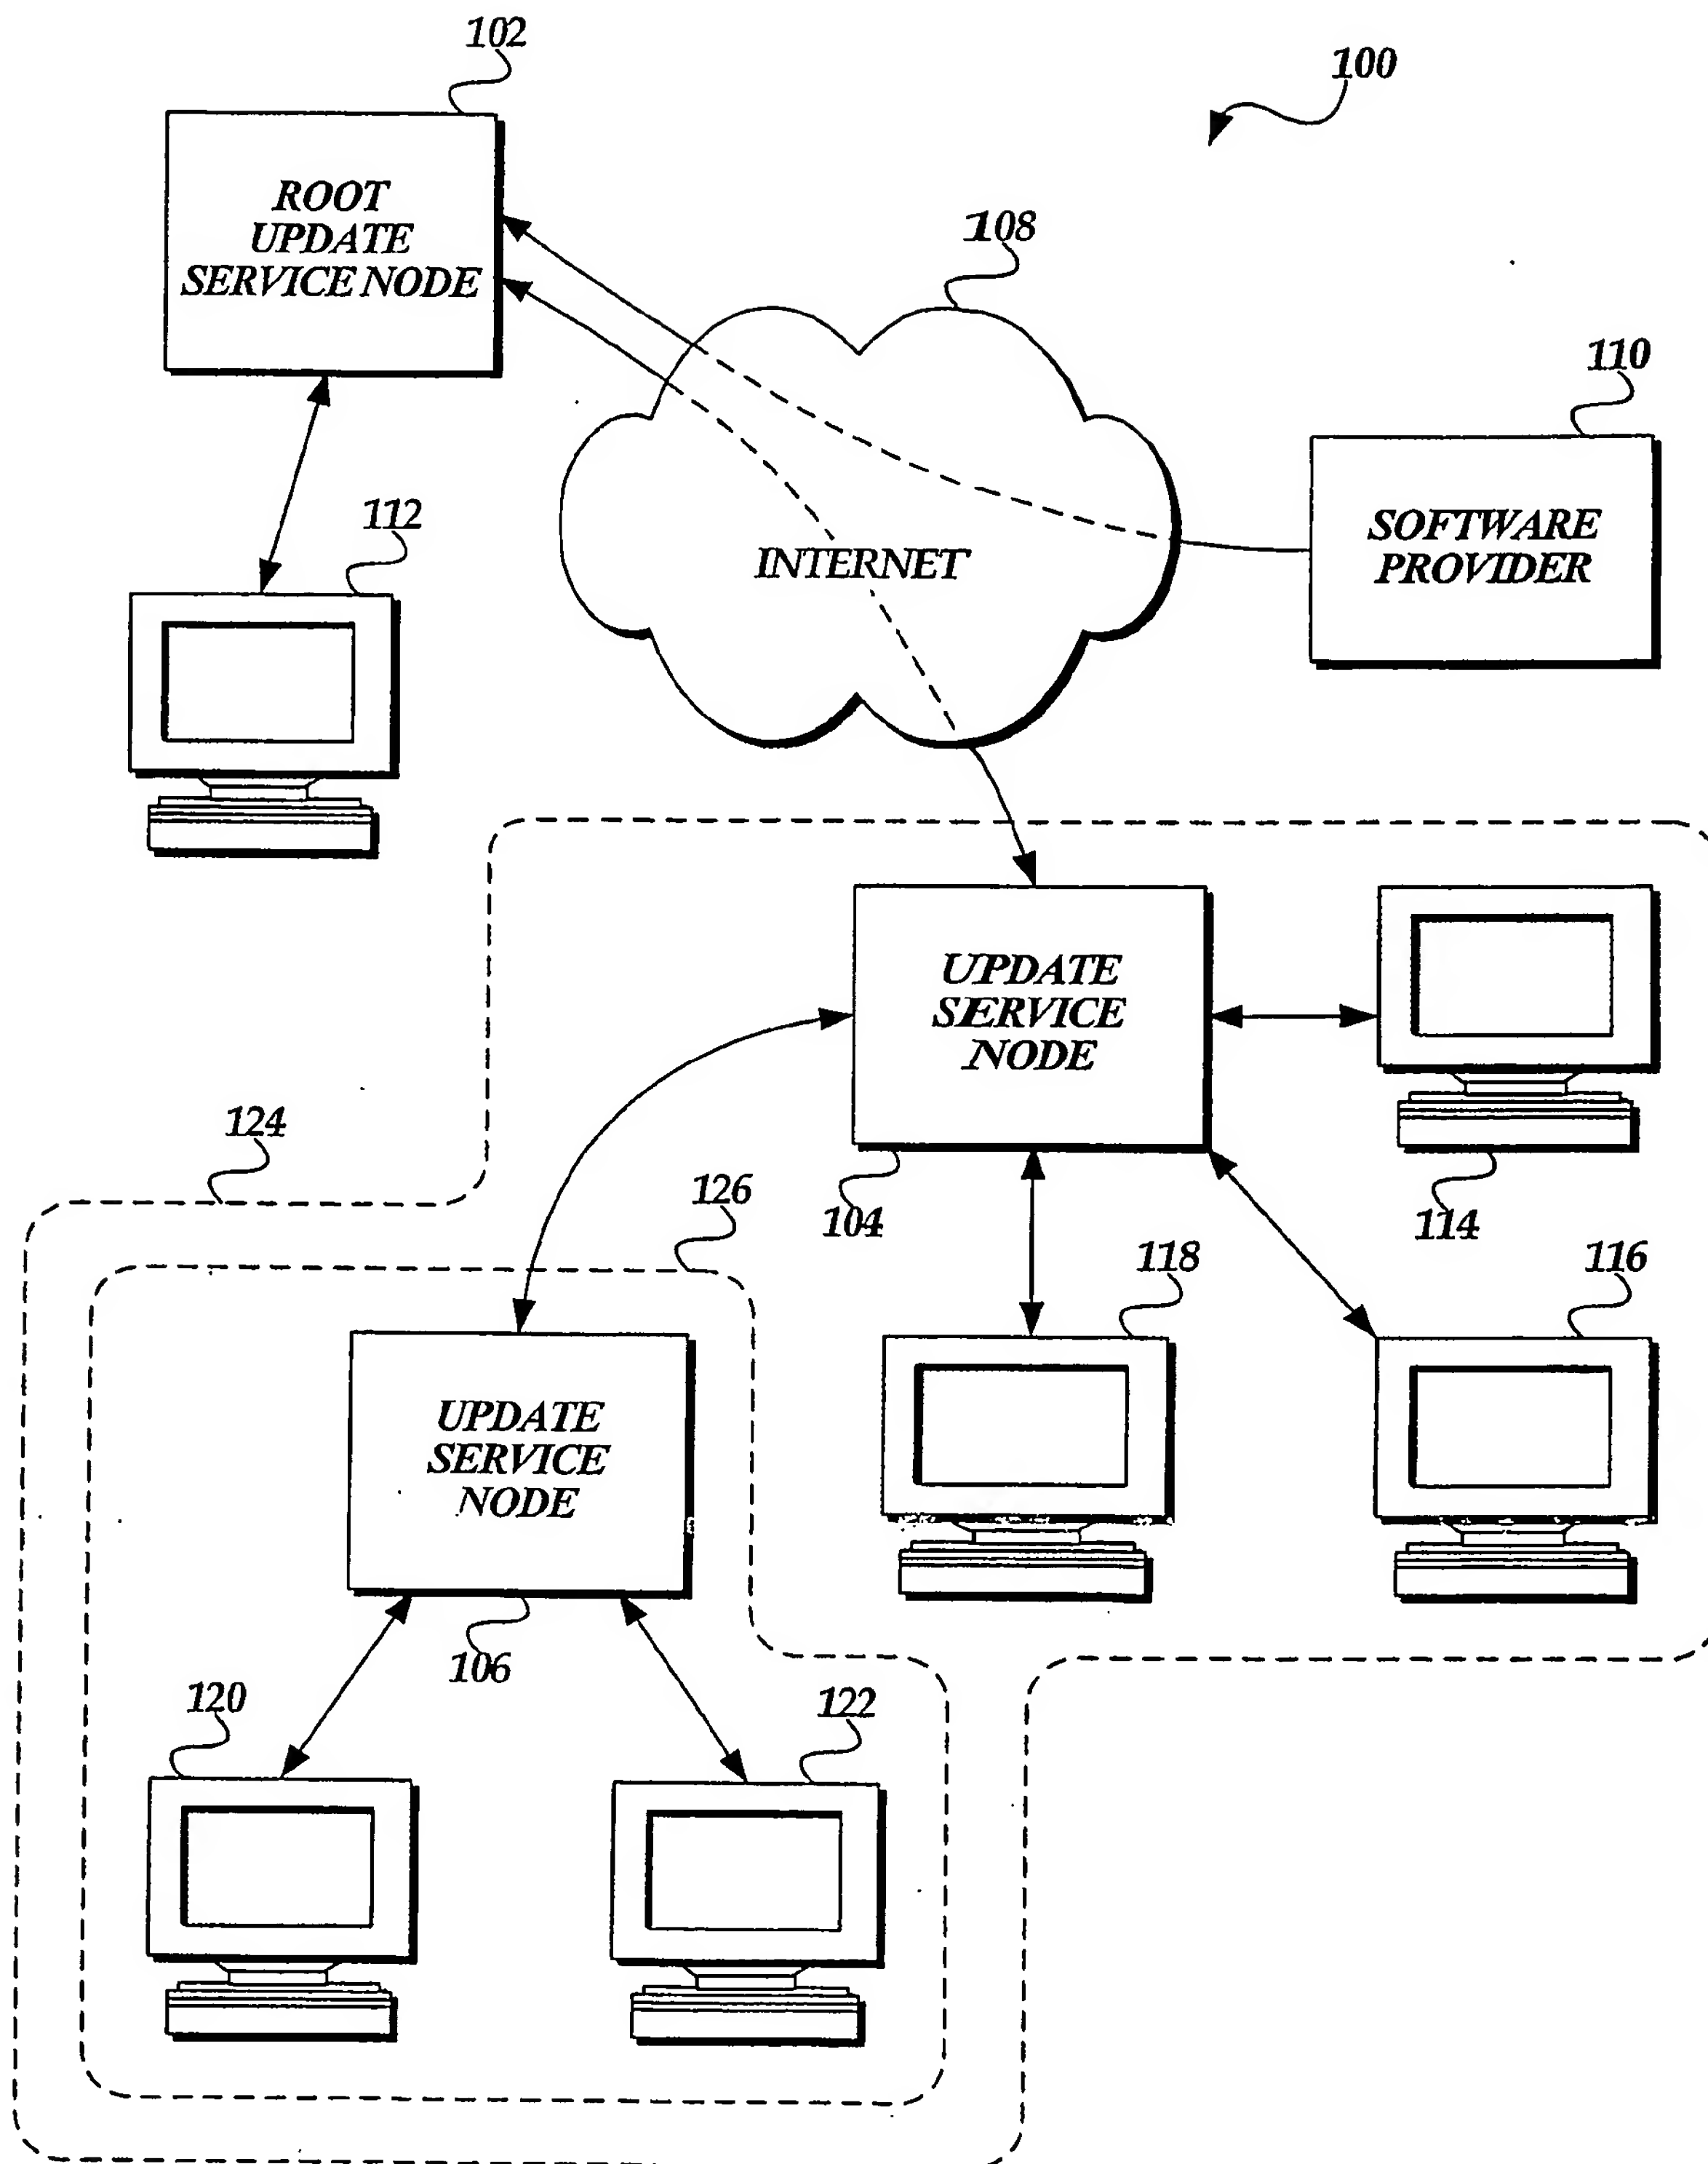 102
100
ROOT
UPDATE
SERVICE NODE
108
110
SOFTWARE
PROVIDER
112
INTERNET
UPDATE
SERVICE
NODE
124
126
104
114
118
116
UPDATE
SERVICE
NODE
106
120
122